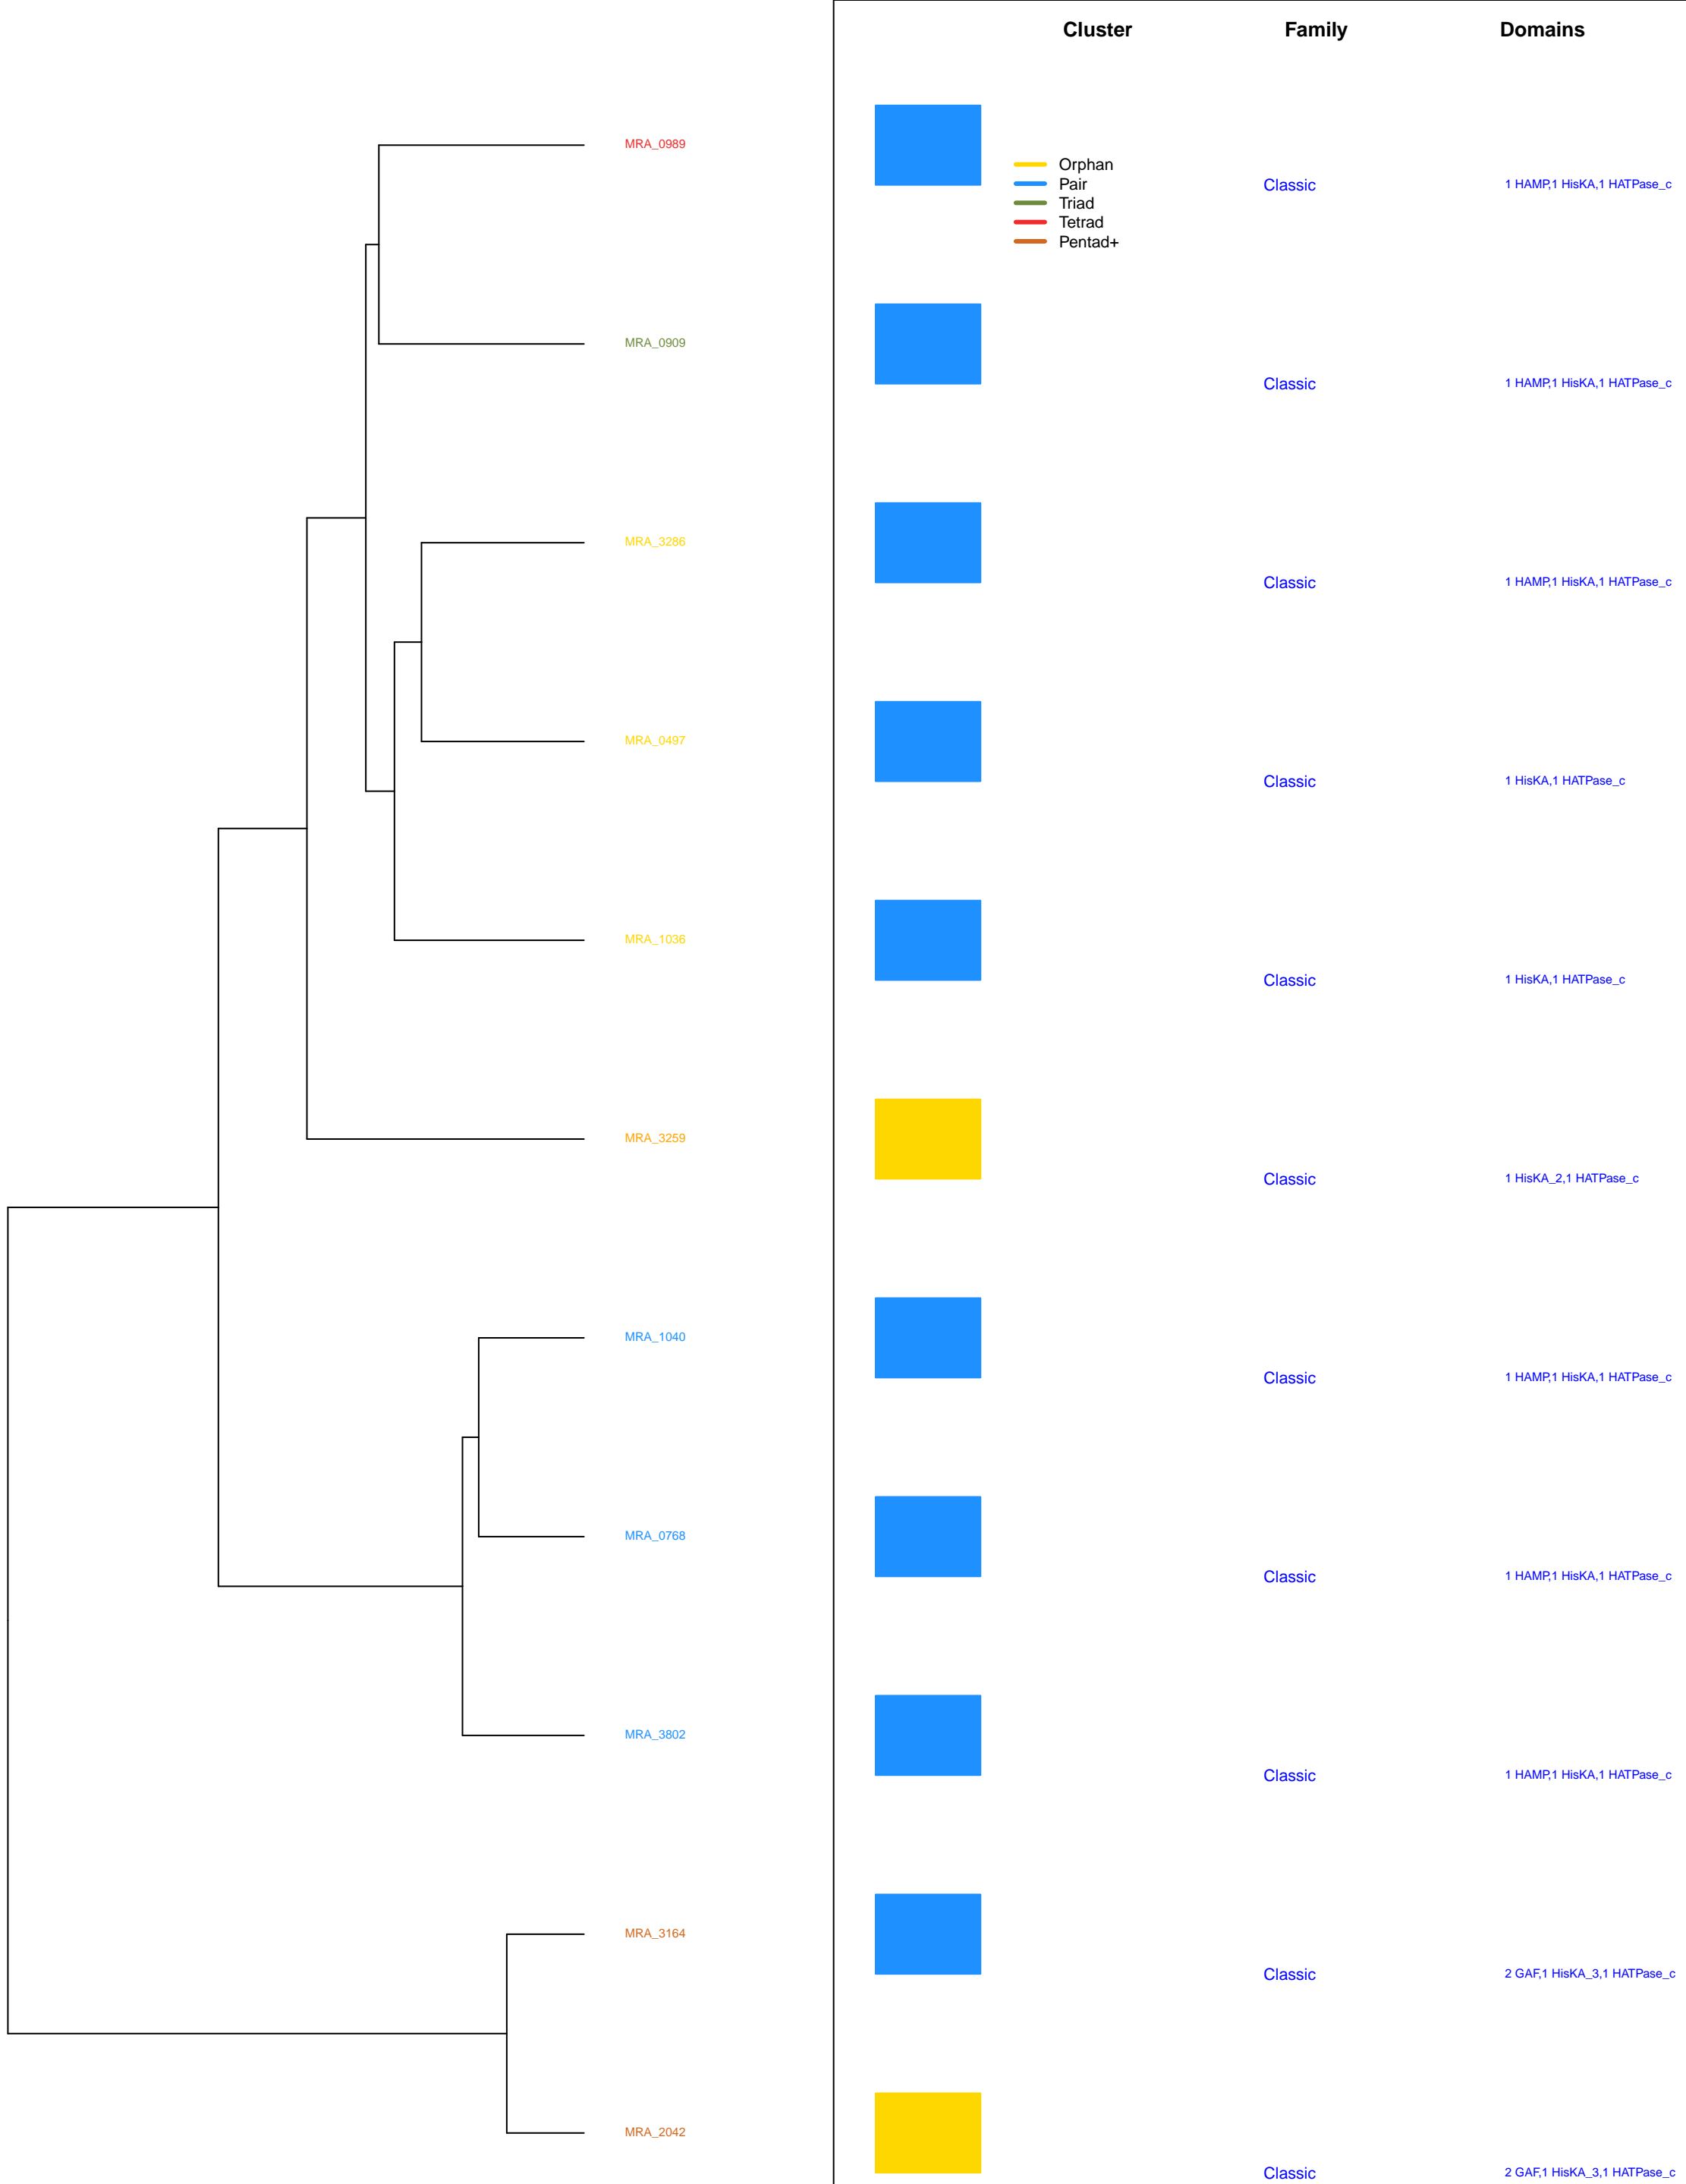 Cluster Family Domains
MRA_0989
Orphan
Pair
Triad
Tetrad
Pentad+
Classic 1 HAMP,1 HisKA,1 HATPase_c
MRA_0909
Classic 1 HAMP,1 HisKA,1 HATPase_c
MRA_3286
Classic 1 HAMP,1 HisKA,1 HATPase_c
MRA_0497
Classic 1 HisKA,1 HATPase_c
MRA_1036
Classic 1 HisKA,1 HATPase_c
MRA_3259
Classic 1 HisKA_2,1 HATPase_c
MRA_1040
Classic 1 HAMP,1 HisKA,1 HATPase_c
MRA_0768
Classic 1 HAMP,1 HisKA,1 HATPase_c
MRA_3802
Classic 1 HAMP,1 HisKA,1 HATPase_c
MRA_3164
Classic 2 GAF,1 HisKA_3,1 HATPase_c
MRA_2042
Classic 2 GAF,1 HisKA_3,1 HATPase_c